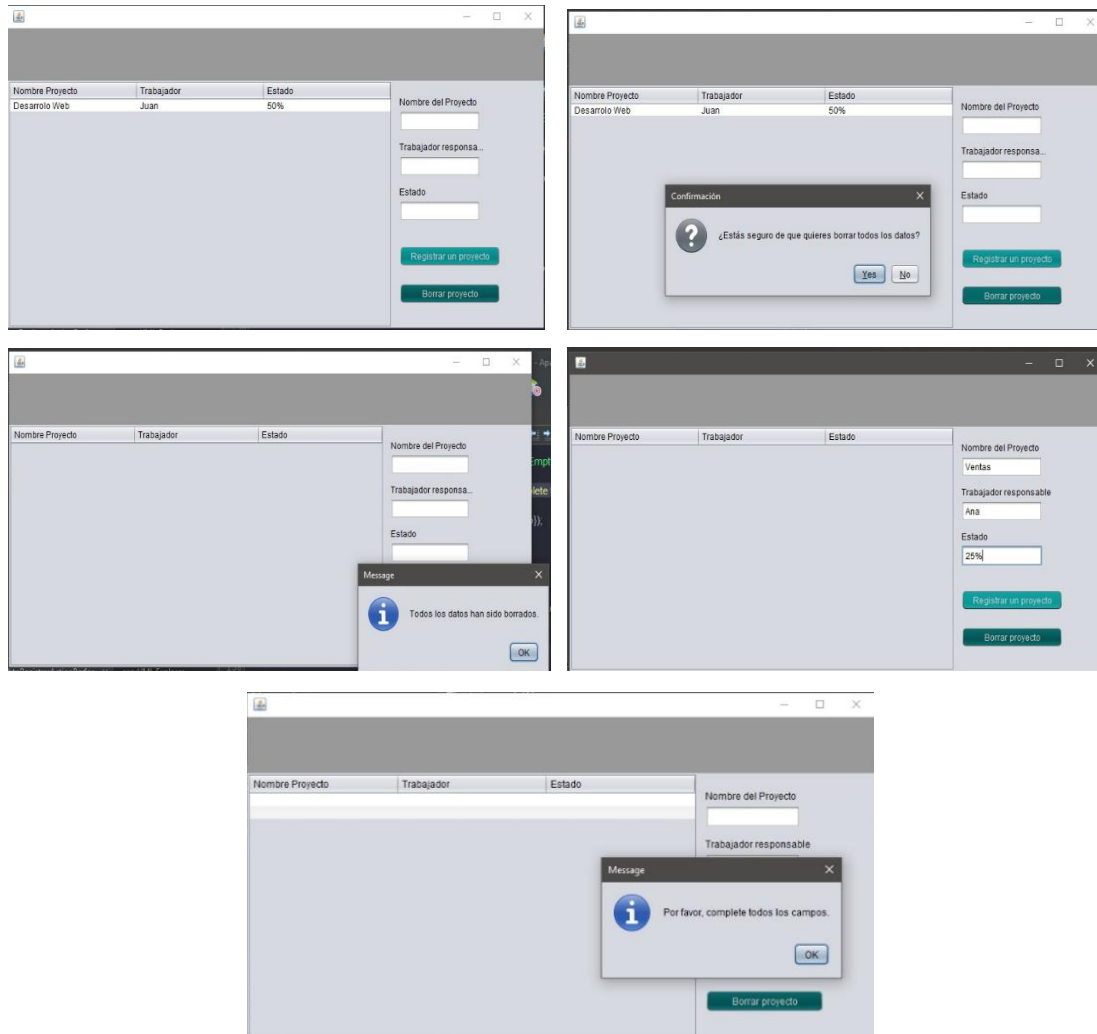 Nombre Proyecto Trabajador Estado
Desarrolo Web Juan 50%
Nombre del Proyecto
Trabajador responsa...
Estado
Registrar un proyecto
Borrar proyecto
Nombre Proyecto Trabajador Estado
Desarrolo Web Juan 50%
Nombre del Proyecto
Trabajador responsa...
Estado
Confirmación
¿Estás seguro de que quieres borrar todos los datos?
Yes No
Registrar un proyecto
Borrar proyecto
Nombre Proyecto Trabajador Estado
Nombre del Proyecto
Trabajador responsa...
Estado
Message
Todos los datos han sido borrados.
OK
Nombre Proyecto Trabajador Estado
Nombre del Proyecto
Ventas
Trabajador responsable
Ana
Estado
25%
Registrar un proyecto
Borrar proyecto
Nombre Proyecto Trabajador Estado
Nombre del Proyecto
Trabajador responsable
Message
Por favor, complete todos los campos.
OK
Borrar proyecto